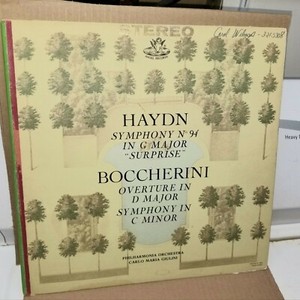 STEREO
HAYDN
SYMPHONY Nº 94
IN G MAJOR
"SURPRISE"
BOCCHERINI
OVERTURE IN
D MAJOR
SYMPHONY IN
C MINOR
PHILHARMONIA ORCHESTRA
CARLO MARIA GIULINI
Heavy